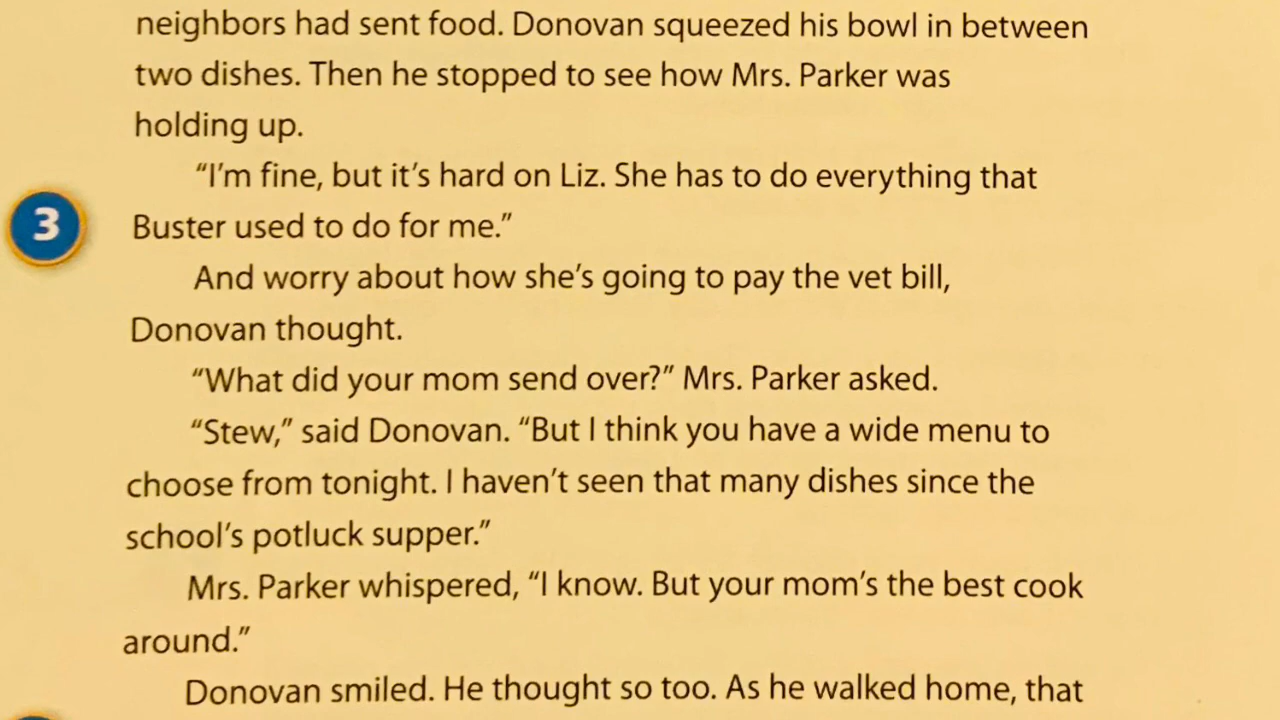 neighbors had sent food. Donovan squeezed his bowl in between
two dishes. Then he stopped to see how Mrs. Parker was
holding up.
“I’m fine, but it’s hard on Liz. She has to do everything that
3
Buster used to do for me.”
And worry about how she’s going to pay the vet bill,
Donovan thought.
“What did your mom send over?” Mrs. Parker asked.
“Stew,” said Donovan. “But I think you have a wide menu to
choose from tonight. I haven’t seen that many dishes since the
school’s potluck supper.”
Mrs. Parker whispered, “I know. But your mom’s the best cook
around.”
Donovan smiled. He thought so too. As he walked home, that